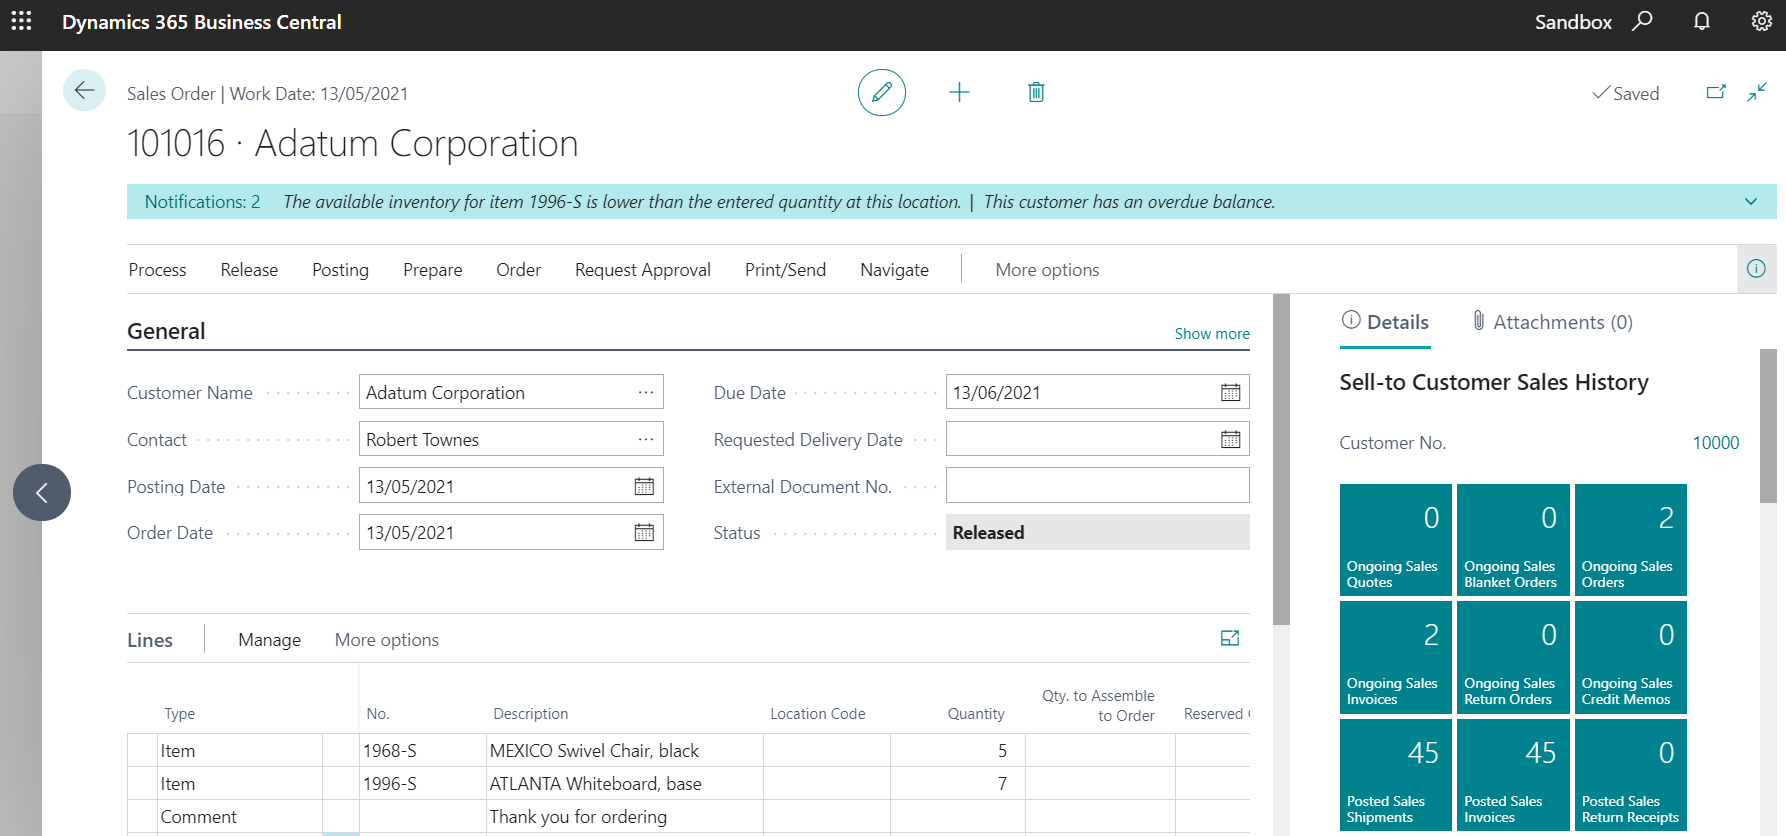 Dynamics 365 Business Central
Sandbox
Sales Order | Work Date: 13/05/2021
Saved
101016 · Adatum Corporation
Notifications: 2 The available inventory for item 1996-S is lower than the entered quantity at this location. | This customer has an overdue balance.
Process Release Posting Prepare Order Request Approval Print/Send Navigate More options
General
Show more
Customer Name Adatum Corporation
Contact Robert Townes
Posting Date 13/05/2021
Order Date 13/05/2021
Due Date 13/06/2021
Requested Delivery Date
External Document No.
Status Released
Lines Manage More options
Type No. Description Location Code Quantity Qty. to Assemble
to Order Reserved
Item 1968-S MEXICO Swivel Chair, black 5
Item 1996-S ATLANTA Whiteboard, base 7
Comment Thank you for ordering
Details Attachments (0)
Sell-to Customer Sales History
Customer No. 10000
0
Ongoing Sales
Quotes
0
Ongoing Sales
Blanket Orders
2
Ongoing Sales
Orders
2
Ongoing Sales
Invoices
0
Ongoing Sales
Return Orders
0
Ongoing Sales
Credit Memos
45
Posted Sales
Shipments
45
Posted Sales
Invoices
0
Posted Sales
Return Receipts